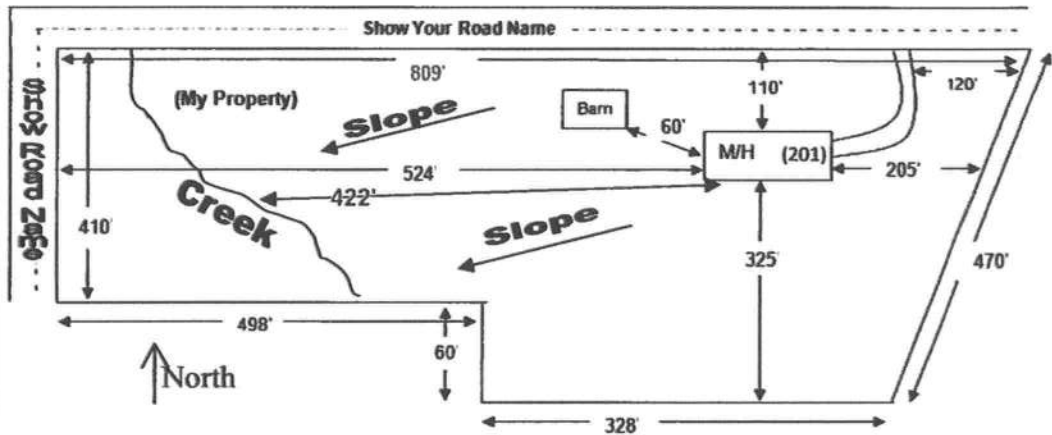 Show Your Road Name
Show Road Name
809'
(My Property)
Slope
Barn
60'
110'
120'
M/H (201)
524'
205'
422'
Creek
Slope
410'
325'
470'
498'
60'
North
328'